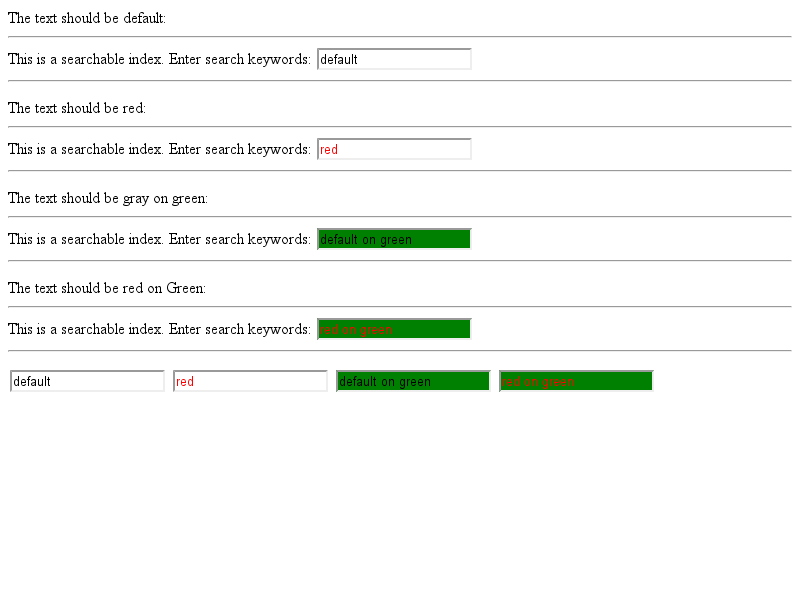 The text should be default:
This is a searchable index. Enter search keywords: default
The text should be red:
This is a searchable index. Enter search keywords: red
The text should be gray on green:
This is a searchable index. Enter search keywords: default on green
The text should be red on Green:
This is a searchable index. Enter search keywords: red on green
default red default on green red on green